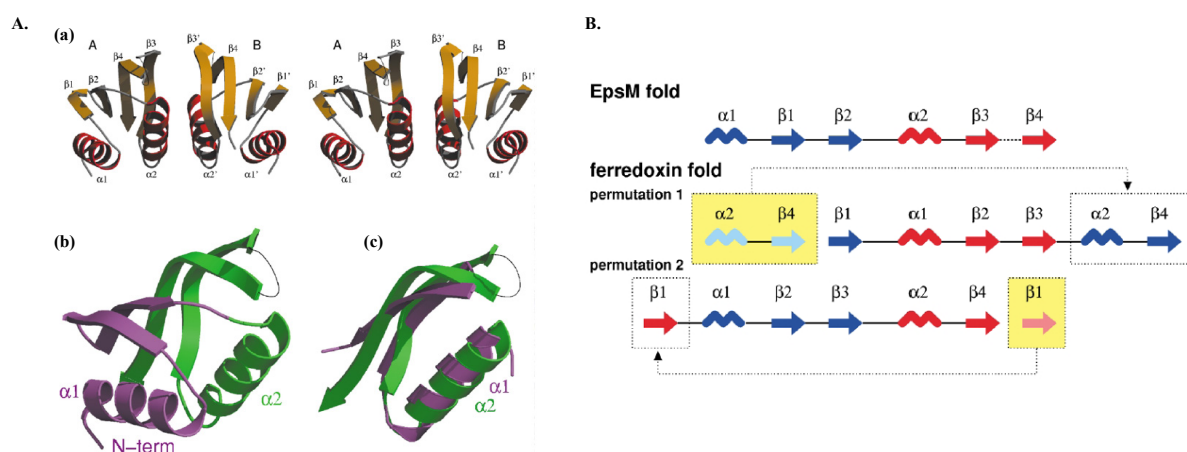 A.
(a)
A β3 β3' B
β4 β4
β1 β2 β2' β1'
α1 α2 α2' α1'
A β3 β3' B
β4 β4
β1 β2 β2' β1'
α1 α2 α2' α1'
(b)
α1
α2
N–term
(c)
α1
α2
B.
EpsM fold
α1 β1 β2 α2 β3 β4
ferredoxin fold
permutation 1
α2 β4 β1 α1 β2 β3 α2 β4
permutation 2
β1 α1 β2 β3 α2 β4 β1